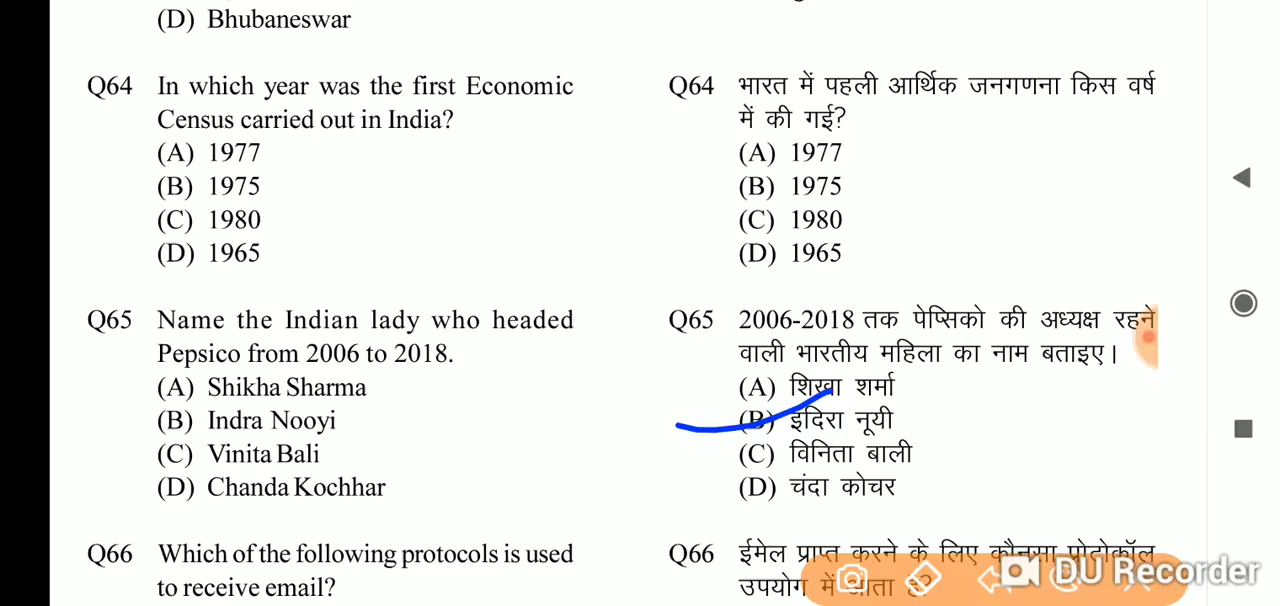 (D) Bhubaneswar
Q64 In which year was the first Economic
Census carried out in India?
(A) 1977
(B) 1975
(C) 1980
(D) 1965
Q65 Name the Indian lady who headed
Pepsico from 2006 to 2018.
(A) Shikha Sharma
(B) Indra Nooyi
(C) Vinita Bali
(D) Chanda Kochhar
Q66 Which of the following protocols is used
to receive email?
Q64 भारत में पहली आर्थिक जनगणना किस वर्ष
में की गई?
(A) 1977
(B) 1975
(C) 1980
(D) 1965
Q65 2006-2018 तक पेप्सिको की अध्यक्ष रहने
वाली भारतीय महिला का नाम बताइए।
(A) शिखा शर्मा
(B) इंदिरा नूयी
(C) विनिता बाली
(D) चंदा कोचर
Q66 ईमेल प्राप्त करने के लिए कौनसा प्रोटोकॉल
उपयोग में आता है?
DU Recorder